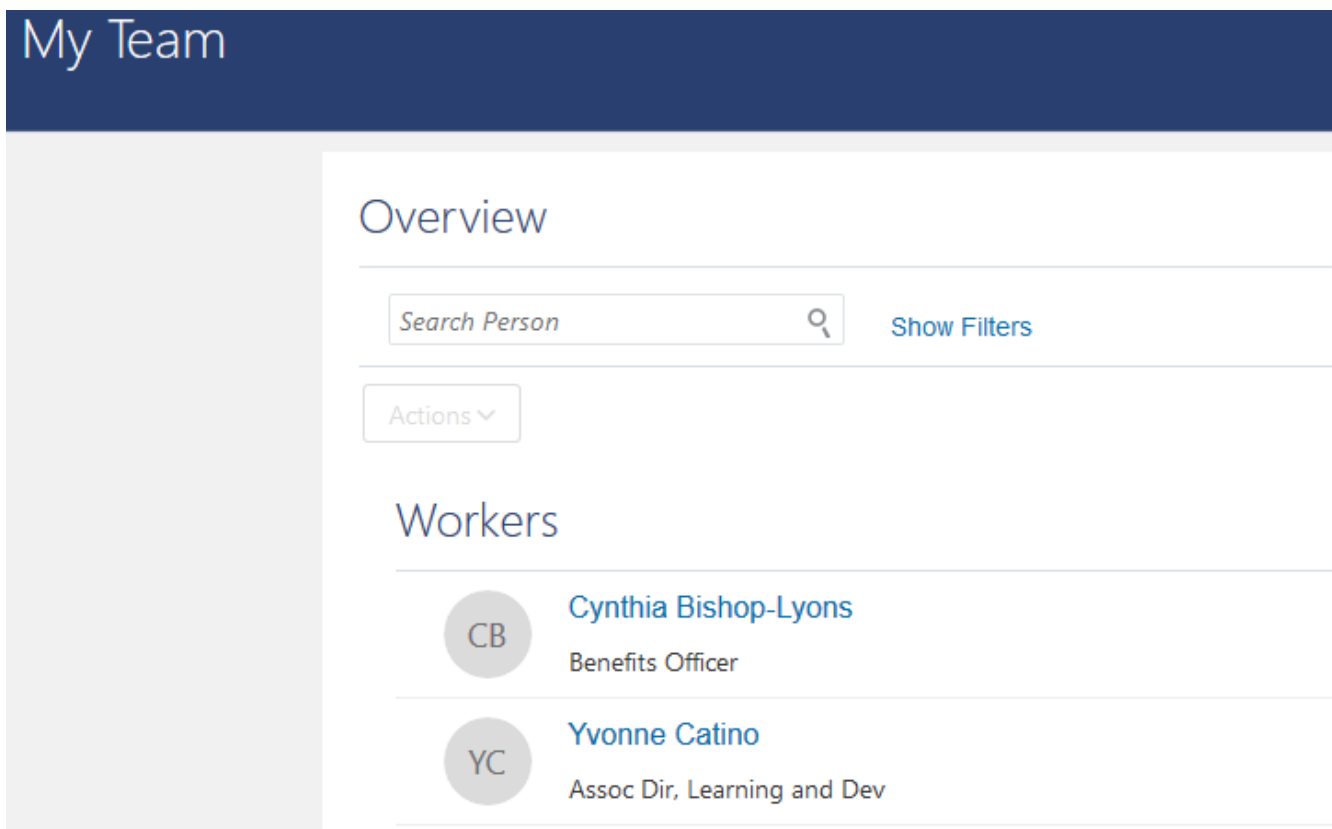 My Team
Overview
Search Person
Show Filters
Actions
Workers
CB
Cynthia Bishop-Lyons
Benefits Officer
YC
Yvonne Catino
Assoc Dir, Learning and Dev